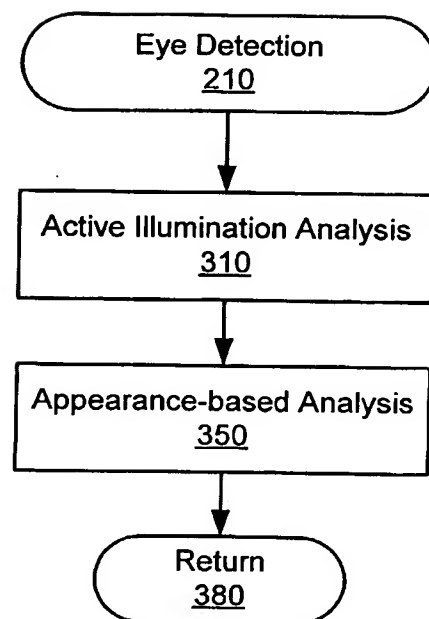 Eye Detection
210
Active Illumination Analysis
310
Appearance-based Analysis
350
Return
380